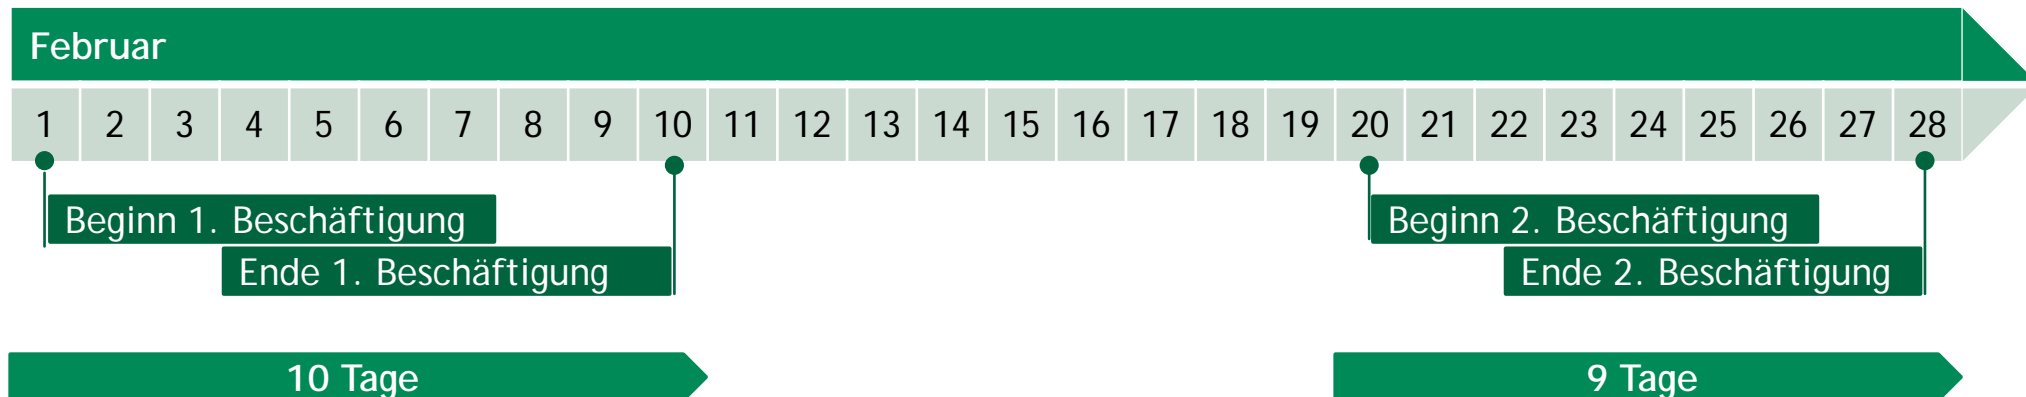 Februar
1 2 3 4 5 6 7 8 9 10 11 12 13 14 15 16 17 18 19 20 21 22 23 24 25 26 27 28
Beginn 1. Beschäftigung Beginn 2. Beschäftigung
Ende 1. Beschäftigung Ende 2. Beschäftigung
10 Tage 9 Tage